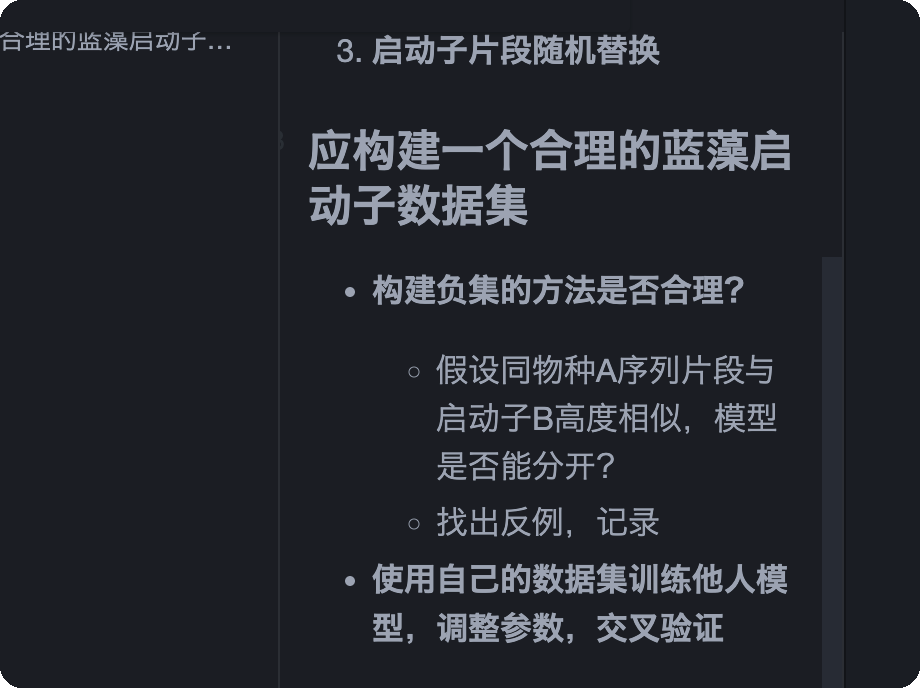 合理的蓝藻启动子…
3. 启动子片段随机替换
应构建一个合理的蓝藻启
动子数据集
• 构建负集的方法是否合理？
○ 假设同物种A序列片段与
启动子B高度相似，模型
是否能分开？
○ 找出反例，记录
• 使用自己的数据集训练他人模
型，调整参数，交叉验证